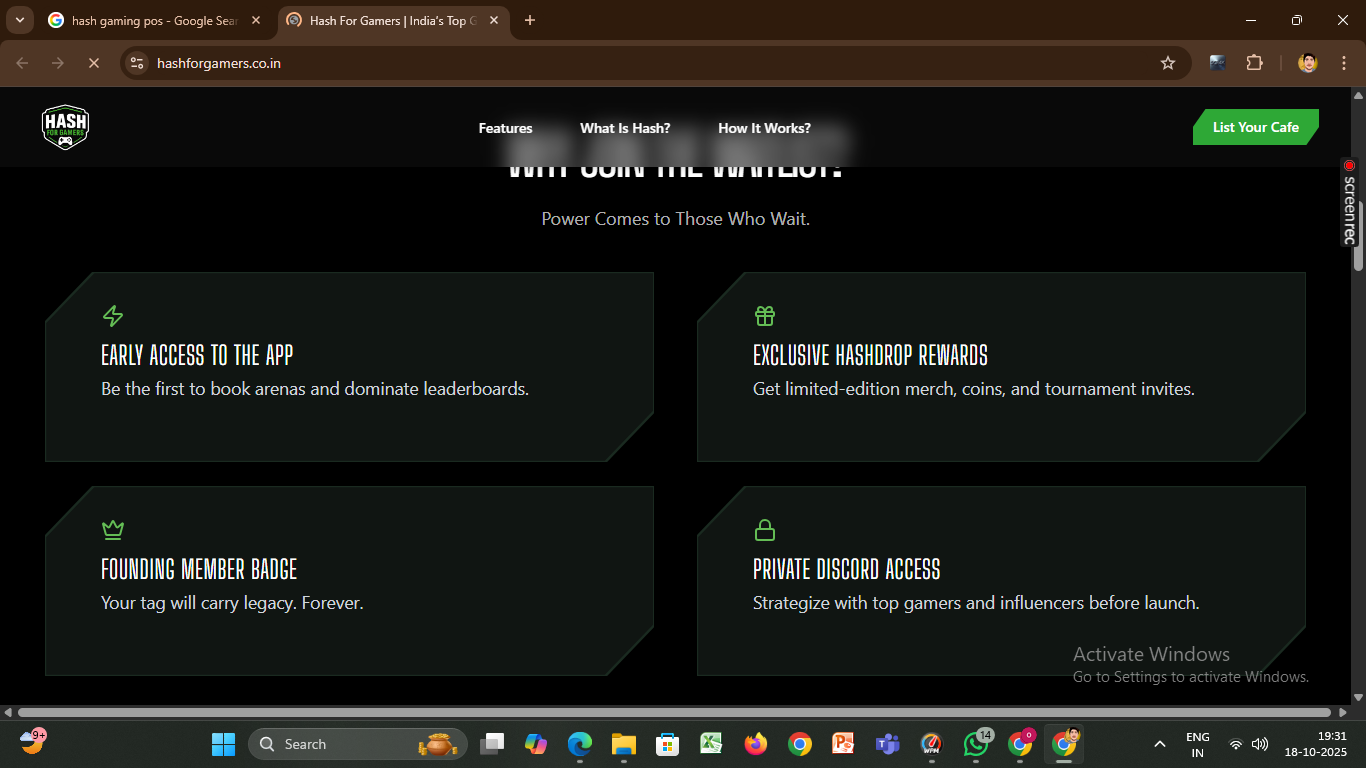 hash gaming pos - Google Sear
Hash For Gamers | India's Top G
hashforgamers.co.in
HASH
FOR GAMERS
Features
What Is Hash?
How It Works?
List Your Cafe
WHY JOIN THE WAITLIST?
Power Comes to Those Who Wait.
screenrec
EARLY ACCESS TO THE APP
Be the first to book arenas and dominate leaderboards.
EXCLUSIVE HASHDROP REWARDS
Get limited-edition merch, coins, and tournament invites.
FOUNDING MEMBER BADGE
Your tag will carry legacy. Forever.
PRIVATE DISCORD ACCESS
Strategize with top gamers and influencers before launch.
Activate Windows
Go to Settings to activate Windows.
9+
Search
WPM
14
0
ENG
IN
19:31
18-10-2025